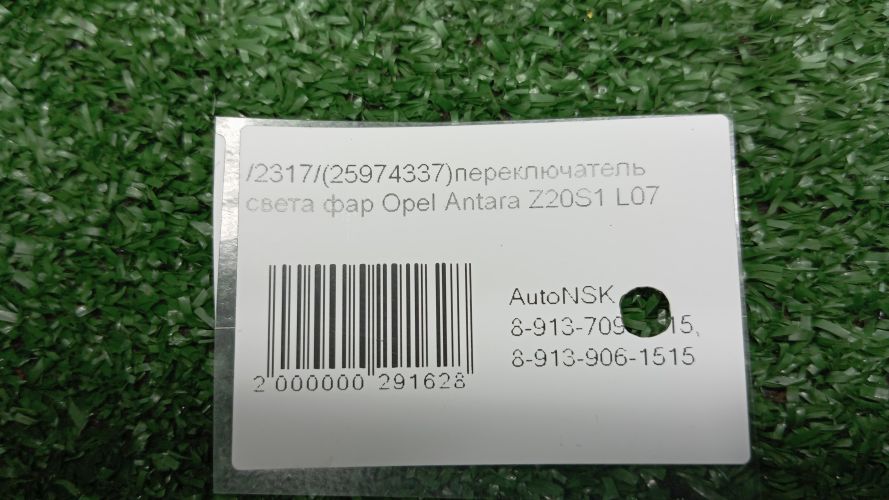 /2317/(25974337)переключатель
света фар Opel Antara Z20S1 L07
AutoNSK
8-913-906-1515
2 000000 291628